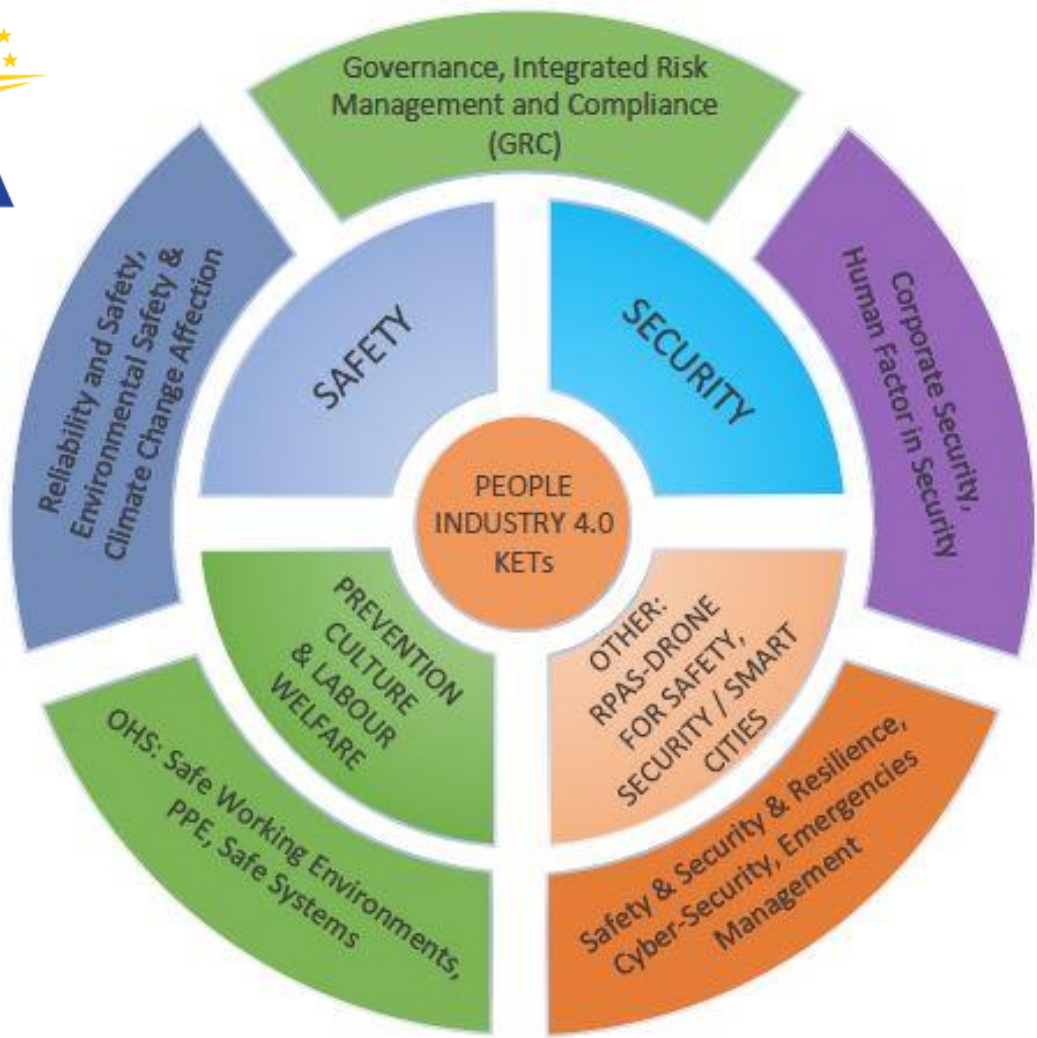 Governance, Integrated Risk
Management and Compliance
(GRC)
Corporate Security,
Human Factor in Security
Safety & Security & Resilience,
Cyber-Security, Emergencies
Management
OHS: Safe Working Environments,
PPE, Safe Systems
Reliability and Safety,
Environmental Safety &
Climate Change Affection
SAFETY
SECURITY
OTHER:
RPAS-DRONE
FOR SAFETY,
SECURITY / SMART
CITIES
PREVENTION
CULTURE
& LABOUR
WELFARE
PEOPLE
INDUSTRY 4.0
KETs